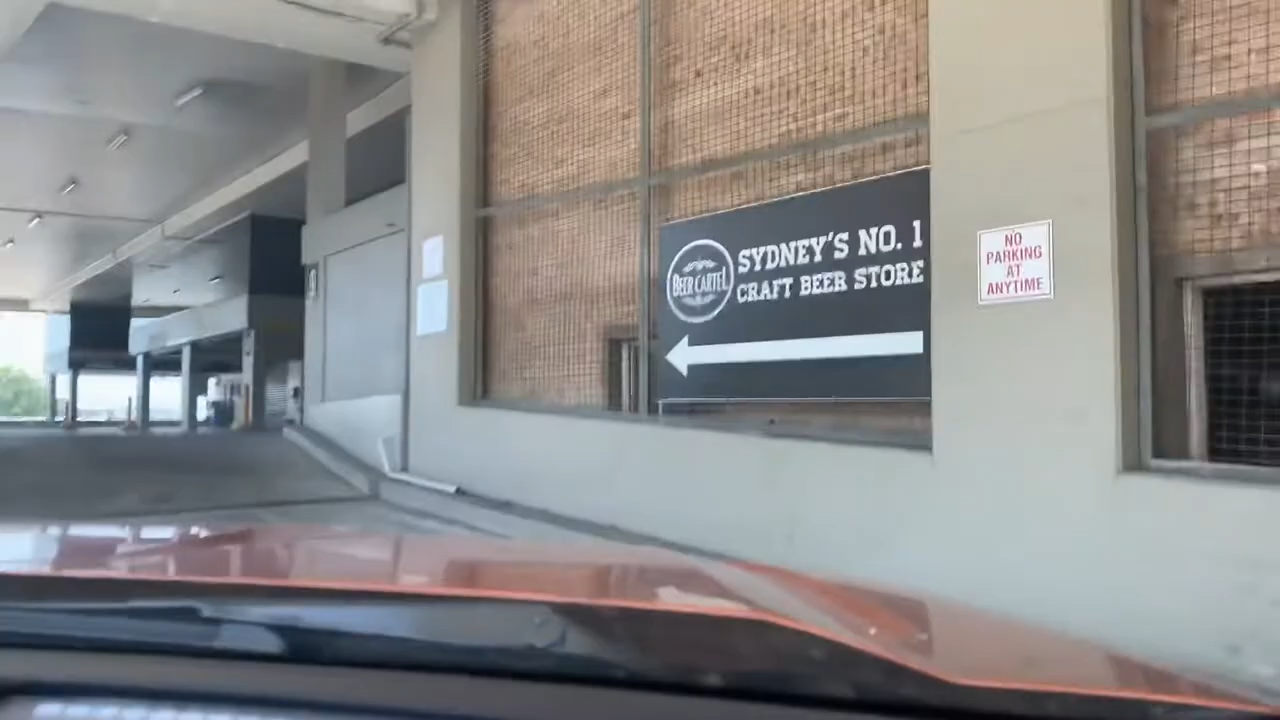 BEER CARTEL
SYDNEY'S NO. 1
CRAFT BEER STORE
NO
PARKING
AT
ANYTIME